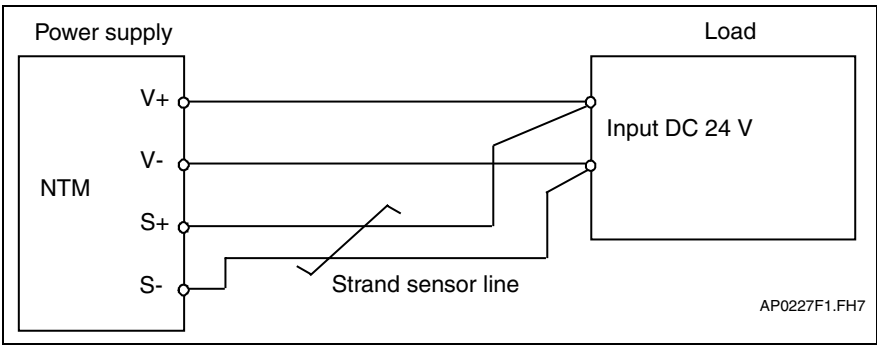 Power supply
Load
V+
Input DC 24 V
V-
NTM
S+
S-
Strand sensor line
AP0227F1.FH7